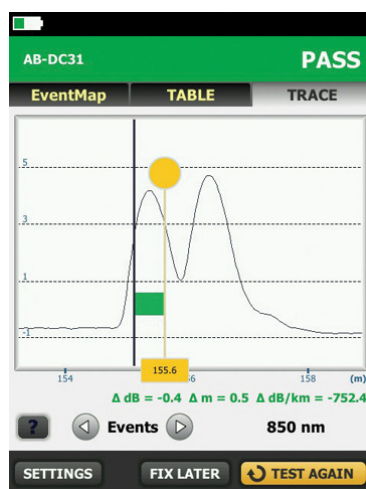 AB-DC31 PASS
EventMap TABLE TRACE
5
3
1
-1
154 155.6 56 158 (m)
Δ dB = -0.4 Δ m = 0.5 Δ dB/km = -752.4
? Events 850 nm
SETTINGS FIX LATER TEST AGAIN